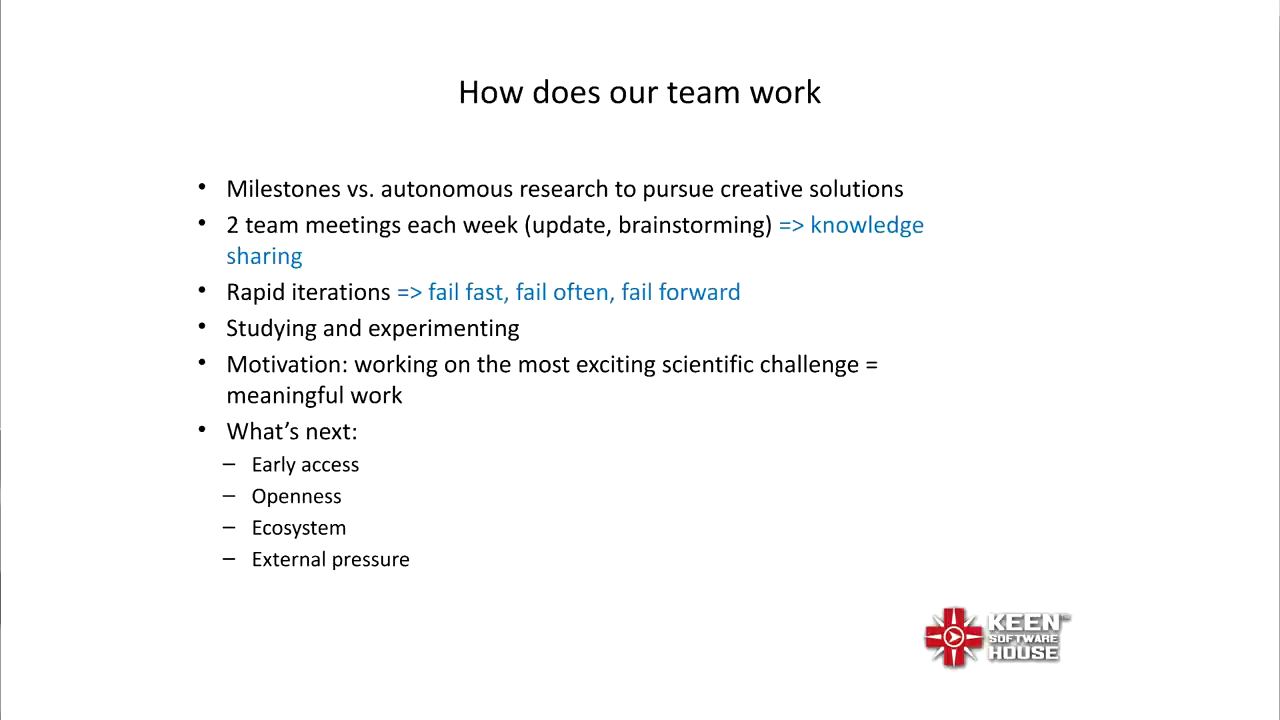 How does our team work
• Milestones vs. autonomous research to pursue creative solutions
• 2 team meetings each week (update, brainstorming) => knowledge
sharing
• Rapid iterations => fail fast, fail often, fail forward
• Studying and experimenting
• Motivation: working on the most exciting scientific challenge =
meaningful work
• What’s next:
– Early access
– Openness
– Ecosystem
– External pressure
KEEN™
SOFTWARE
HOUSE